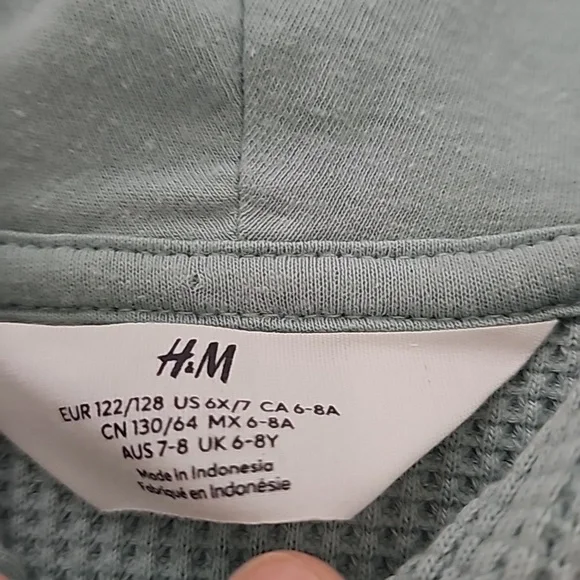 H&M
EUR 122/128 US 6X/7 CA 6-8A
CN 130/64 MX 6-8A
AUS 7-8 UK 6-8Y
Made in Indonesia
Fabriqué en Indonésie